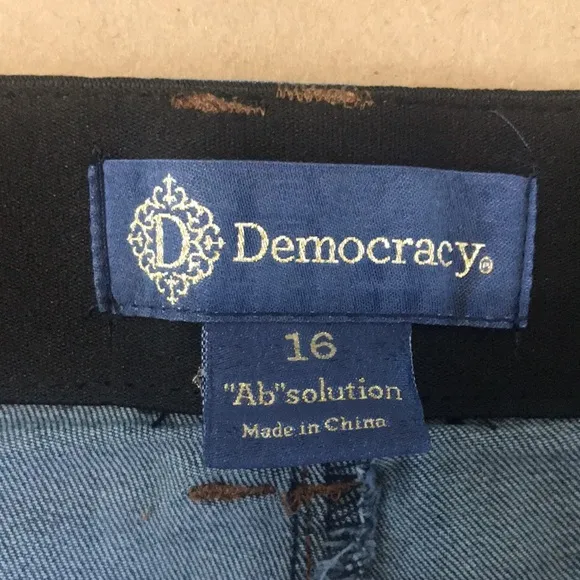 D Democracy®
16
"Ab"solution
Made in China